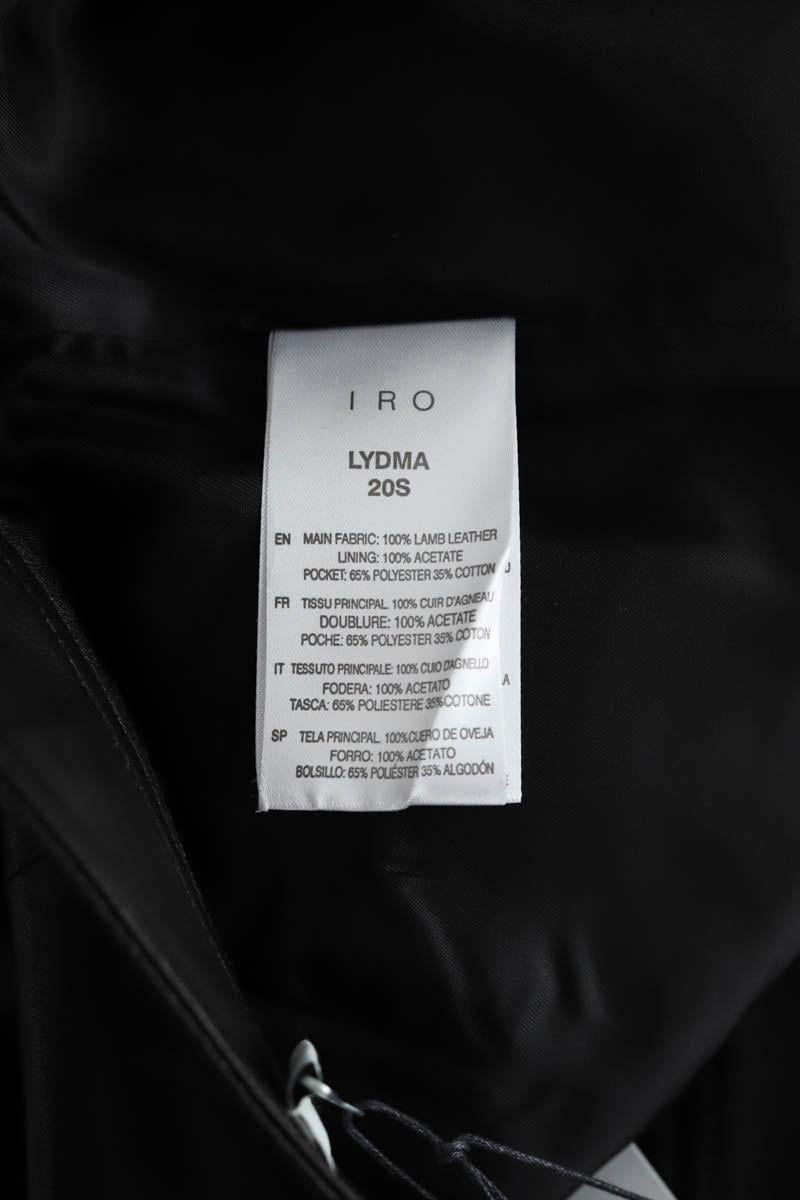 IRO
LYDMA
20S
EN MAIN FABRIC: 100% LAMB LEATHER
LINING: 100% ACETATE
POCKET: 65% POLYESTER 35% COTTON
FR TISSU PRINCIPAL. 100% CUIR D'AGNEAU
DOUBLURE: 100% ACETATE
POCHE: 65% POLYESTER 35% COTON
IT TESSUTO PRINCIPALE: 100% CUIO D'AGNELLO
FODERA: 100% ACETATO
TASCA: 65% POLIESTERE 35% COTONE
SP TELA PRINCIPAL. 100% CUERO DE OVEJA
FORRO: 100% ACETATO
BOLSILLO: 65% POLIÉSTER 35% ALGODÓN